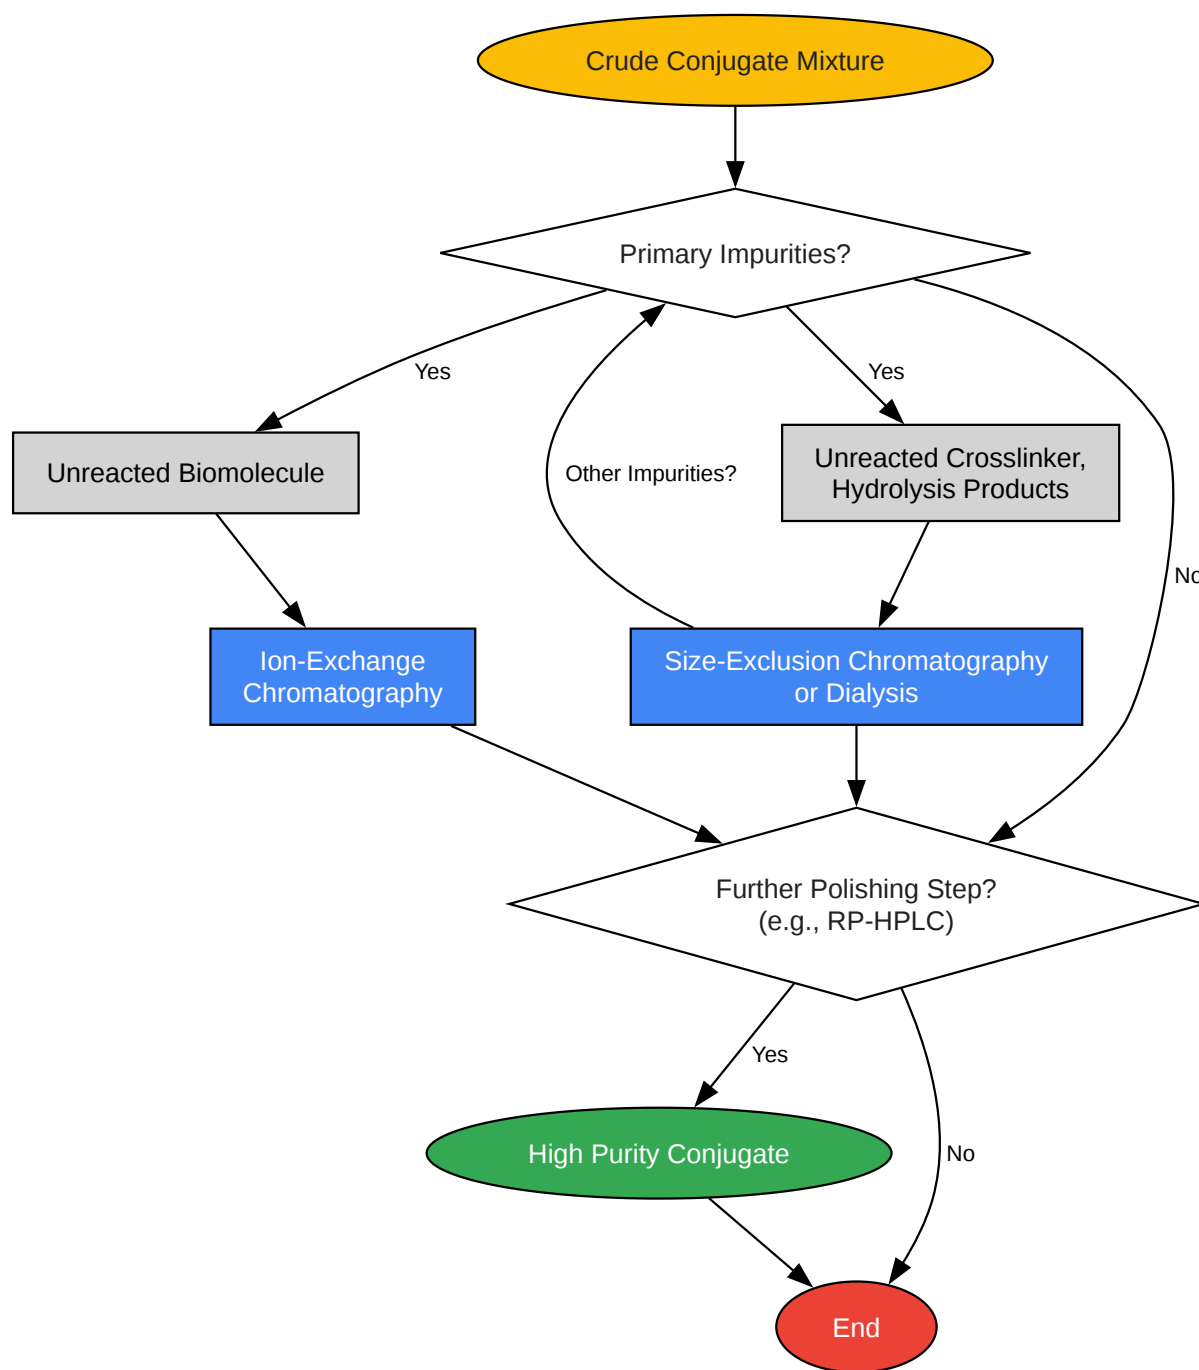 Crude Conjugate Mixture
Primary Impurities?
Yes
Yes
Unreacted Biomolecule
Other Impurities?
Unreacted Crosslinker,
Hydrolysis Products
No
Ion-Exchange
Chromatography
Size-Exclusion Chromatography
or Dialysis
Further Polishing Step?
(e.g., RP-HPLC)
Yes
High Purity Conjugate
No
End